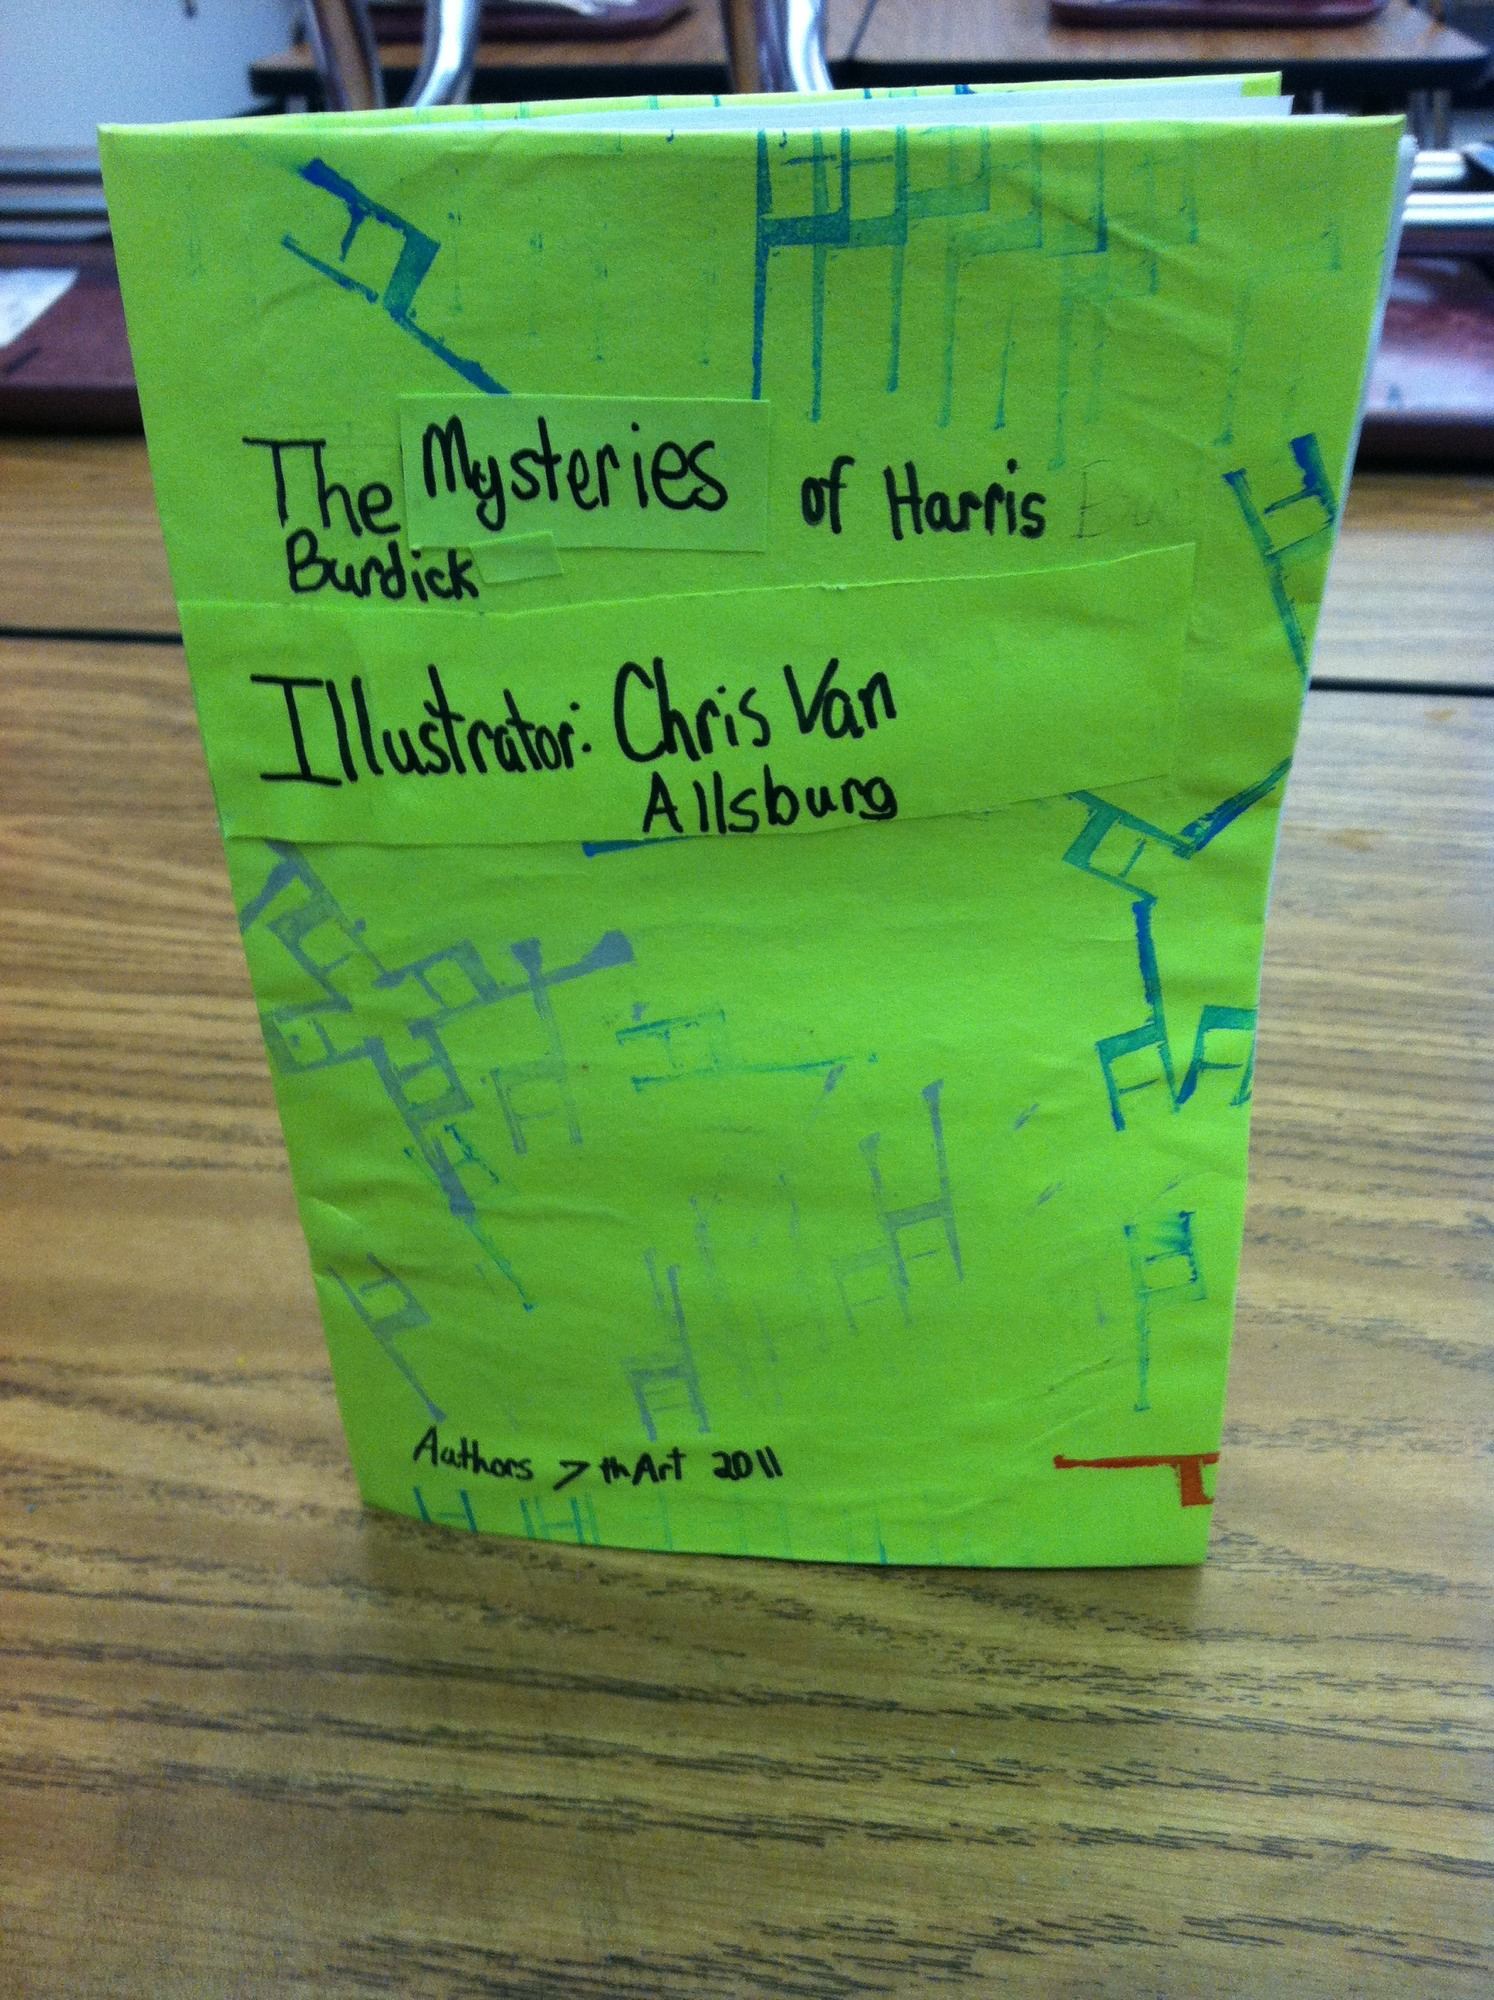 The Mysteries of Harris
Burdick
Illustrator: Chris Van
Allsburg
Authors 7th Art 2011